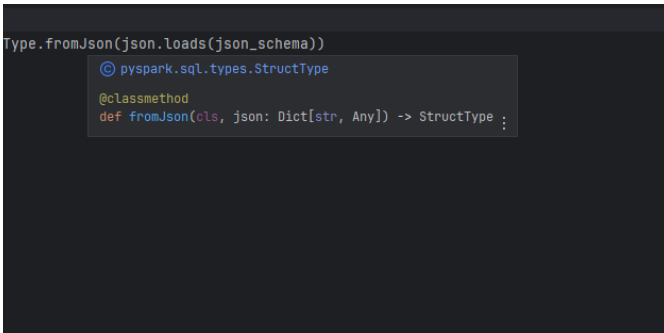 Type.fromJson(json.loads(json_schema))
© pyspark.sql.types.StructType
@classmethod
def fromJson(cls, json: Dict[str, Any]) -> StructType